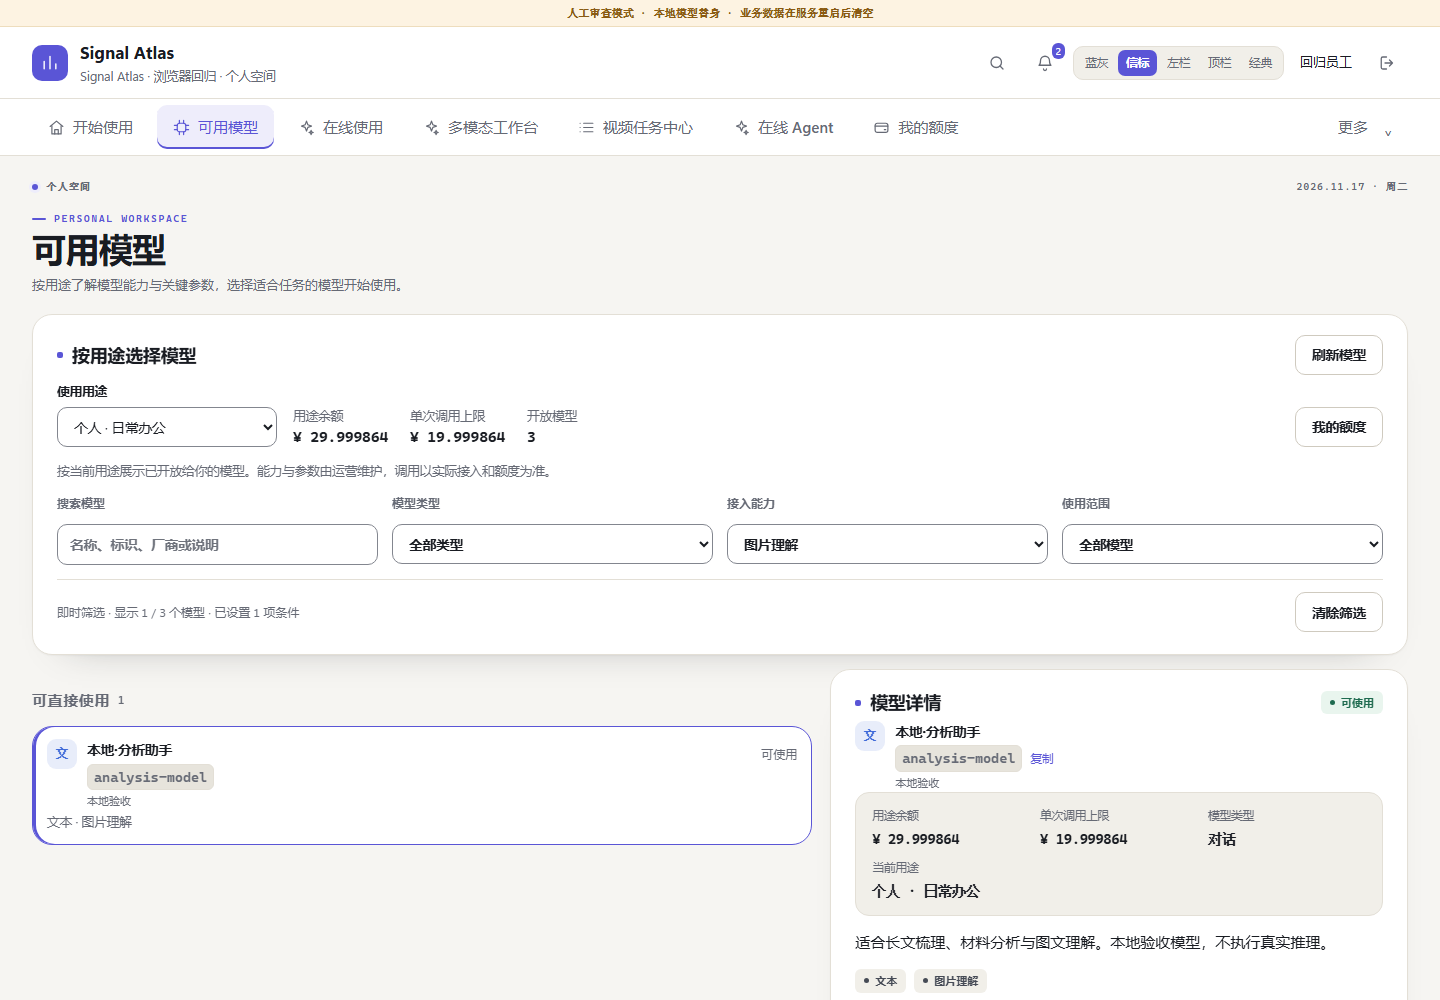 人工审查模式 · 本地模型替身 · 业务数据在服务重启后清空
Signal Atlas
Signal Atlas · 浏览器回归 · 个人空间
2
蓝灰 信标 左栏 顶栏 经典
回归员工
开始使用 可用模型 在线使用 多模态工作台 视频任务中心 在线 Agent 我的额度 更多
个人空间
2026.11.17 · 周二
PERSONAL WORKSPACE
可用模型
按用途了解模型能力与关键参数，选择适合任务的模型开始使用。
按用途选择模型
刷新模型
使用用途
个人 · 日常办公
用途余额 单次调用上限 开放模型
¥ 29.999864 ¥ 19.999864 3
我的额度
按当前用途展示已开放给你的模型。能力与参数由运营维护，调用以实际接入和额度为准。
搜索模型 模型类型 接入能力 使用范围
名称、标识、厂商或说明 全部类型 图片理解 全部模型
即时筛选 · 显示 1 / 3 个模型 · 已设置 1 项条件
清除筛选
可直接使用 1
文
本地·分析助手
可使用
analysis-model
本地验收
文本 · 图片理解
模型详情
可使用
文
本地·分析助手
analysis-model 复制
本地验收
用途余额 单次调用上限 模型类型
¥ 29.999864 ¥ 19.999864 对话
当前用途
个人 · 日常办公
适合长文梳理、材料分析与图文理解。本地验收模型，不执行真实推理。
文本 图片理解